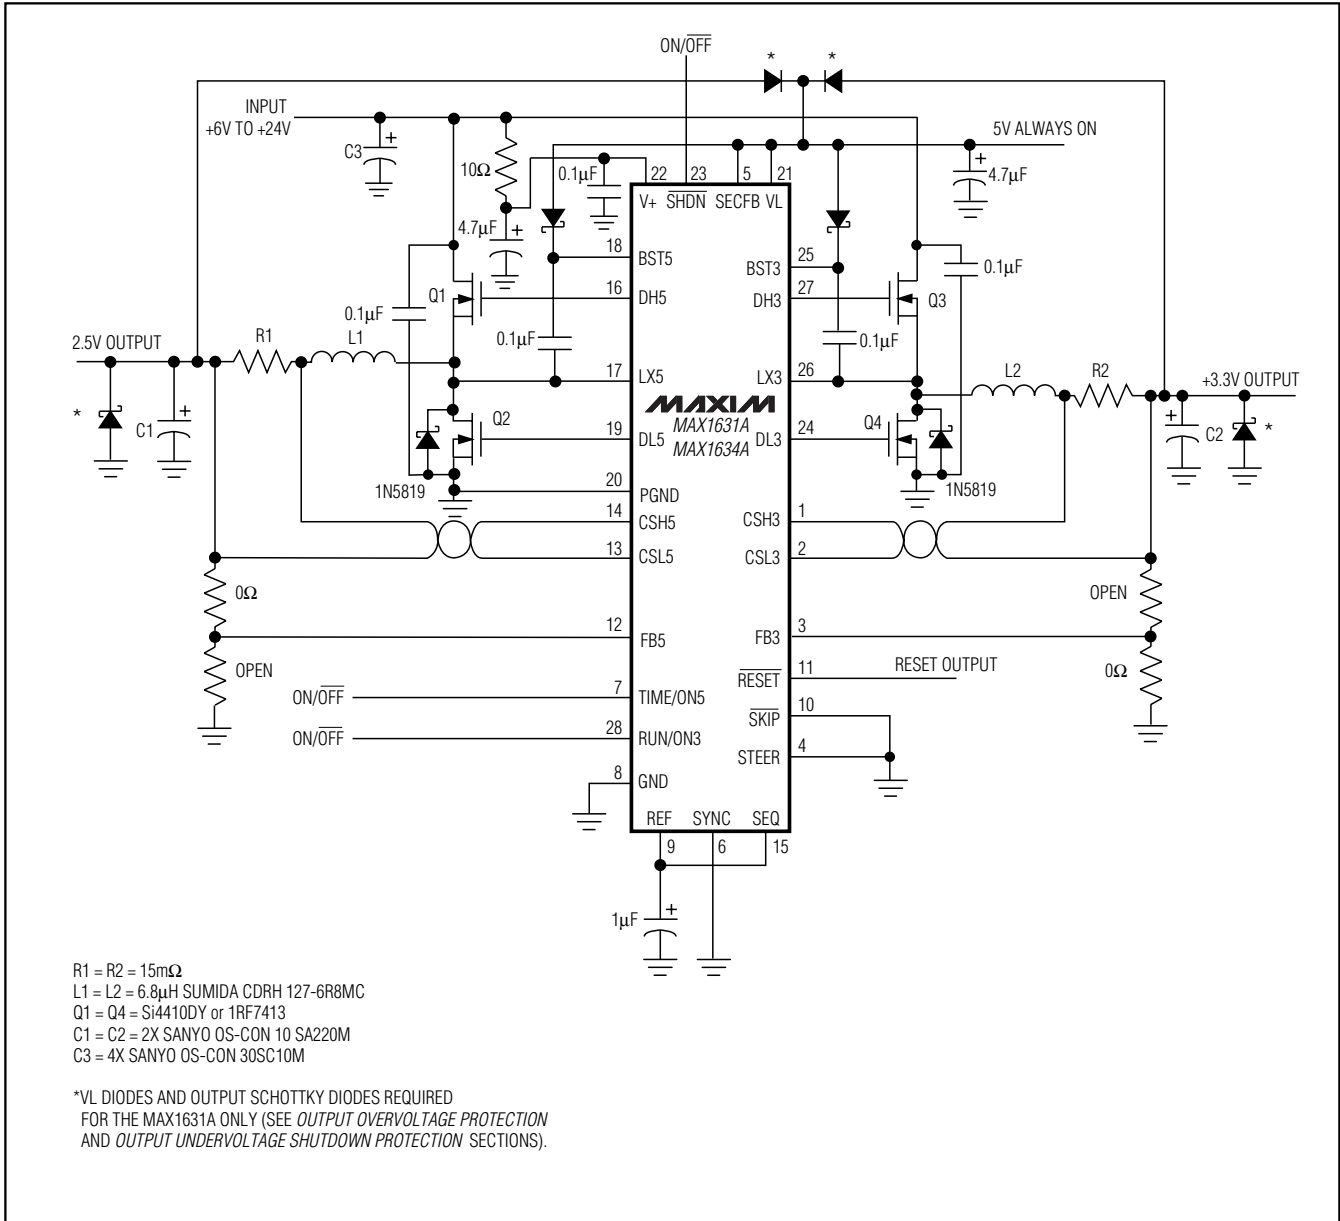 ON/OFF
*
*
INPUT
+6V TO +24V
5V ALWAYS ON
C3
+
10Ω
0.1μF
22
23
5
21
+
4.7μF
V+
SHDN
SECFB
VL
4.7μF
+
18
BST5
BST3
25
0.1μF
Q1
16
DH5
DH3
27
Q3
0.1μF
0.1μF
0.1μF
2.5V OUTPUT
R1
L1
17
LX5
LX3
26
L2
R2
+3.3V OUTPUT
MAXIM
MAX1631A
MAX1634A
*
C1
+
Q2
19
DL5
DL3
24
Q4
+
C2
*
1N5819
20
PGND
1N5819
14
CSH5
CSH3
1
13
CSL5
CSL3
2
0Ω
OPEN
12
FB5
FB3
3
OPEN
0Ω
RESET
11
RESET OUTPUT
ON/OFF
7
TIME/ON5
SKIP
10
ON/OFF
28
RUN/ON3
STEER
4
8
GND
REF
SYNC
SEQ
9
6
15
1μF
+
R1 = R2 = 15mΩ
L1 = L2 = 6.8μH SUMIDA CDRH 127-6R8MC
Q1 = Q4 = Si4410DY or 1RF7413
C1 = C2 = 2X SANYO OS-CON 10 SA220M
C3 = 4X SANYO OS-CON 30SC10M
*VL DIODES AND OUTPUT SCHOTTKY DIODES REQUIRED
FOR THE MAX1631A ONLY (SEE OUTPUT OVERVOLTAGE PROTECTION
AND OUTPUT UNDERVOLTAGE SHUTDOWN PROTECTION SECTIONS).